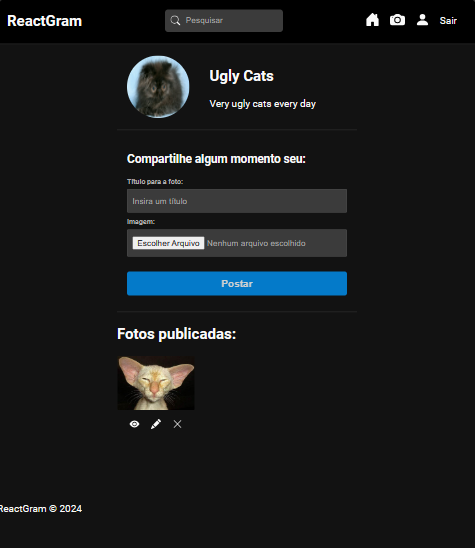 ReactGram
Pesquisar
Sair
Ugly Cats
Very ugly cats every day
Compartilhe algum momento seu:
Título para a foto:
Insira um título
Imagem:
Escolher Arquivo Nenhum arquivo escolhido
Postar
Fotos publicadas:
ReactGram © 2024